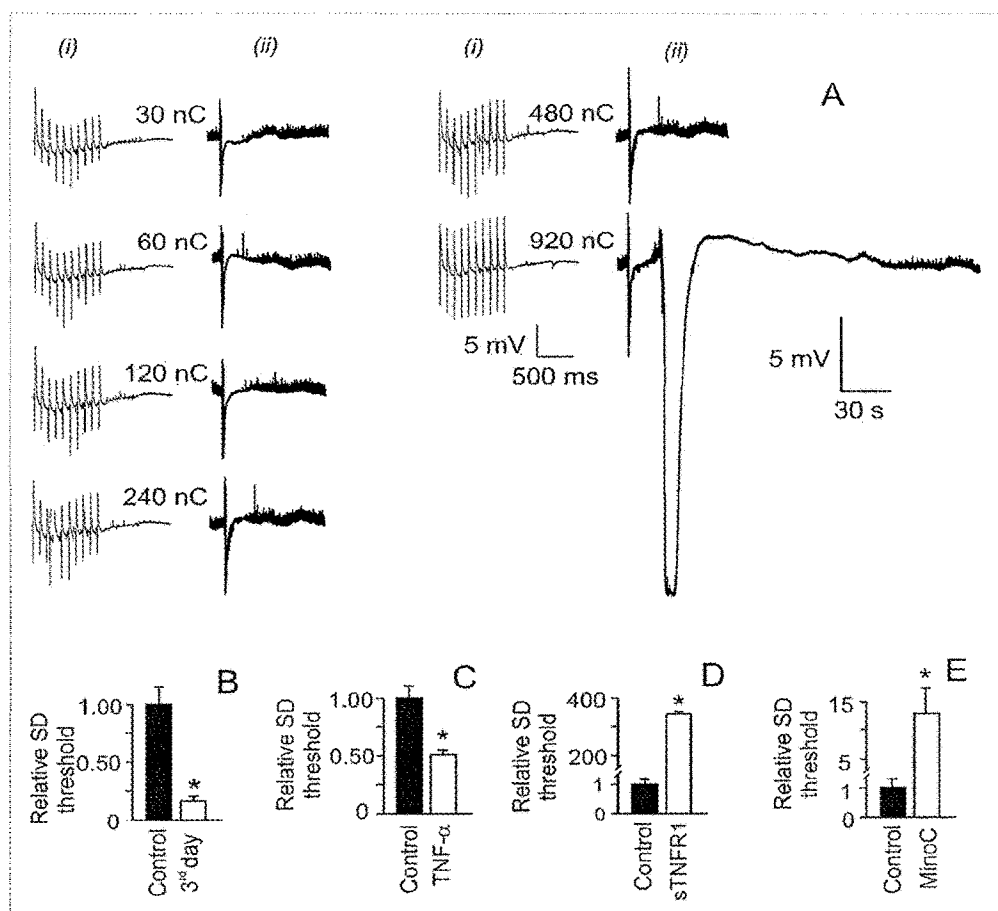 (i) (ii) (i) (ii)
A
30 nC 480 nC
60 nC 920 nC
5 mV
500 ms
5 mV
30 s
120 nC
240 nC
B
Relative SD
threshold
1.00
0.50
0
*
Control
3rd day
C
Relative SD
threshold
1.00
0.50
0
*
Control
TNF-α
D
Relative SD
threshold
400
200
1
0
*
Control
sTNFR1
E
Relative SD
threshold
15
5
1
0
*
Control
MinoC